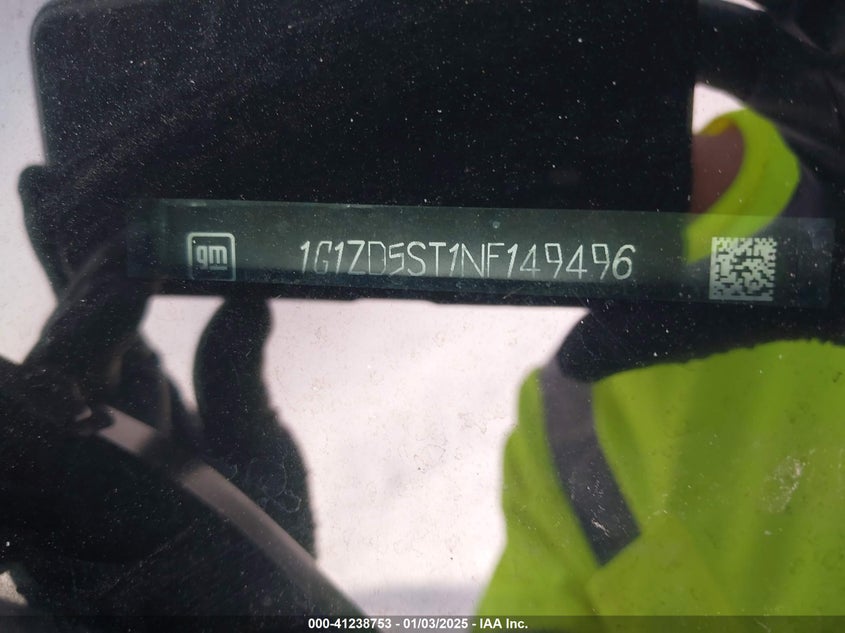 gm 1G1ZD5ST1NF149496
000-41238753 - 01/03/2025 - IAA Inc.